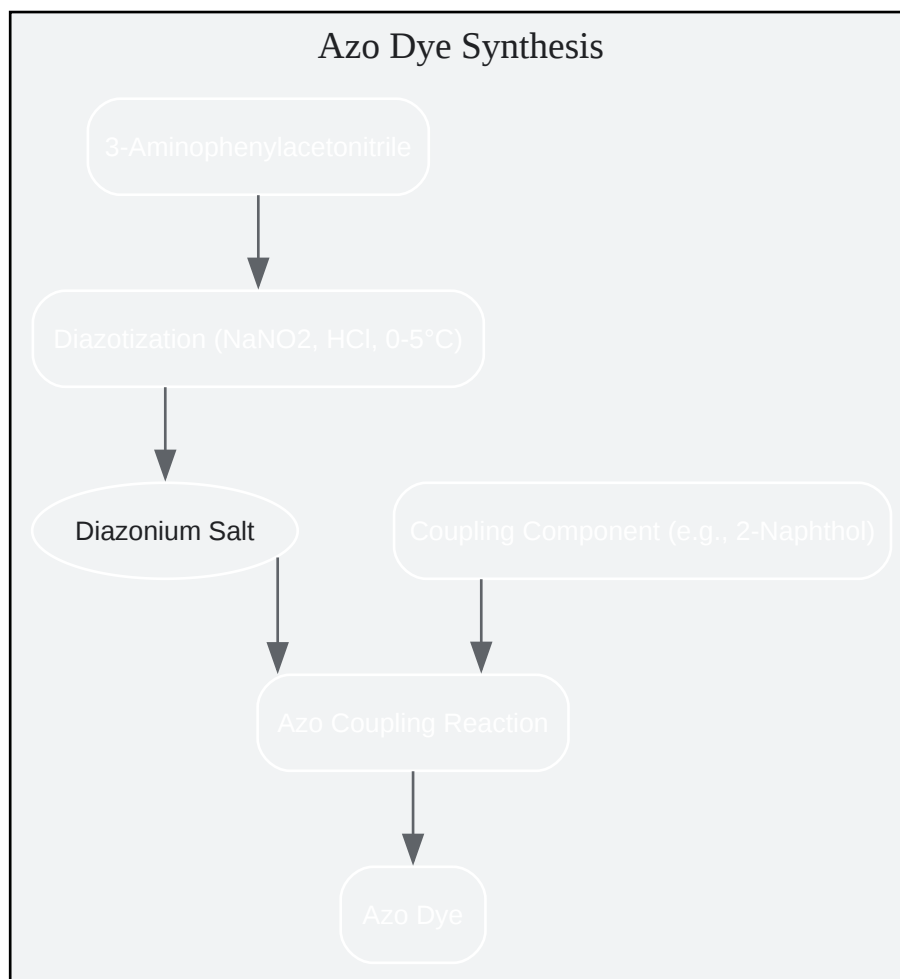 Azo Dye Synthesis
3-Aminophenylacetonitrile
Diazotization (NaNO2, HCl, 0-5°C)
Diazonium Salt
Coupling Component (e.g., 2-Naphthol)
Azo Coupling Reaction
Azo Dye